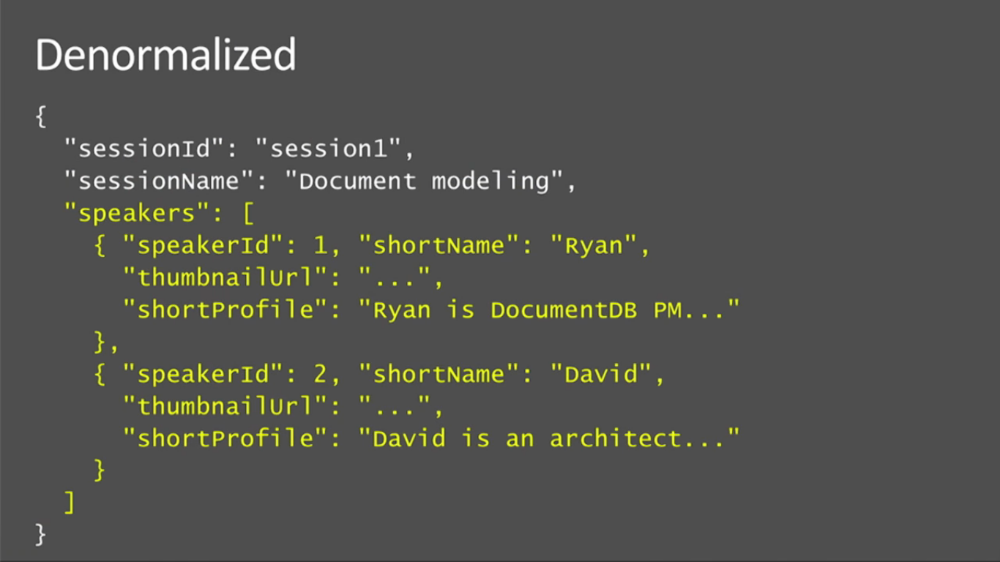 Denormalized
{
"sessionId": "session1",
"sessionName": "Document modeling",
"speakers": [
{ "speakerId": 1, "shortName": "Ryan",
"thumbnailUrl": "...",
"shortProfile": "Ryan is DocumentDB PM..."
},
{ "speakerId": 2, "shortName": "David",
"thumbnailUrl": "...",
"shortProfile": "David is an architect..."
}
]
}